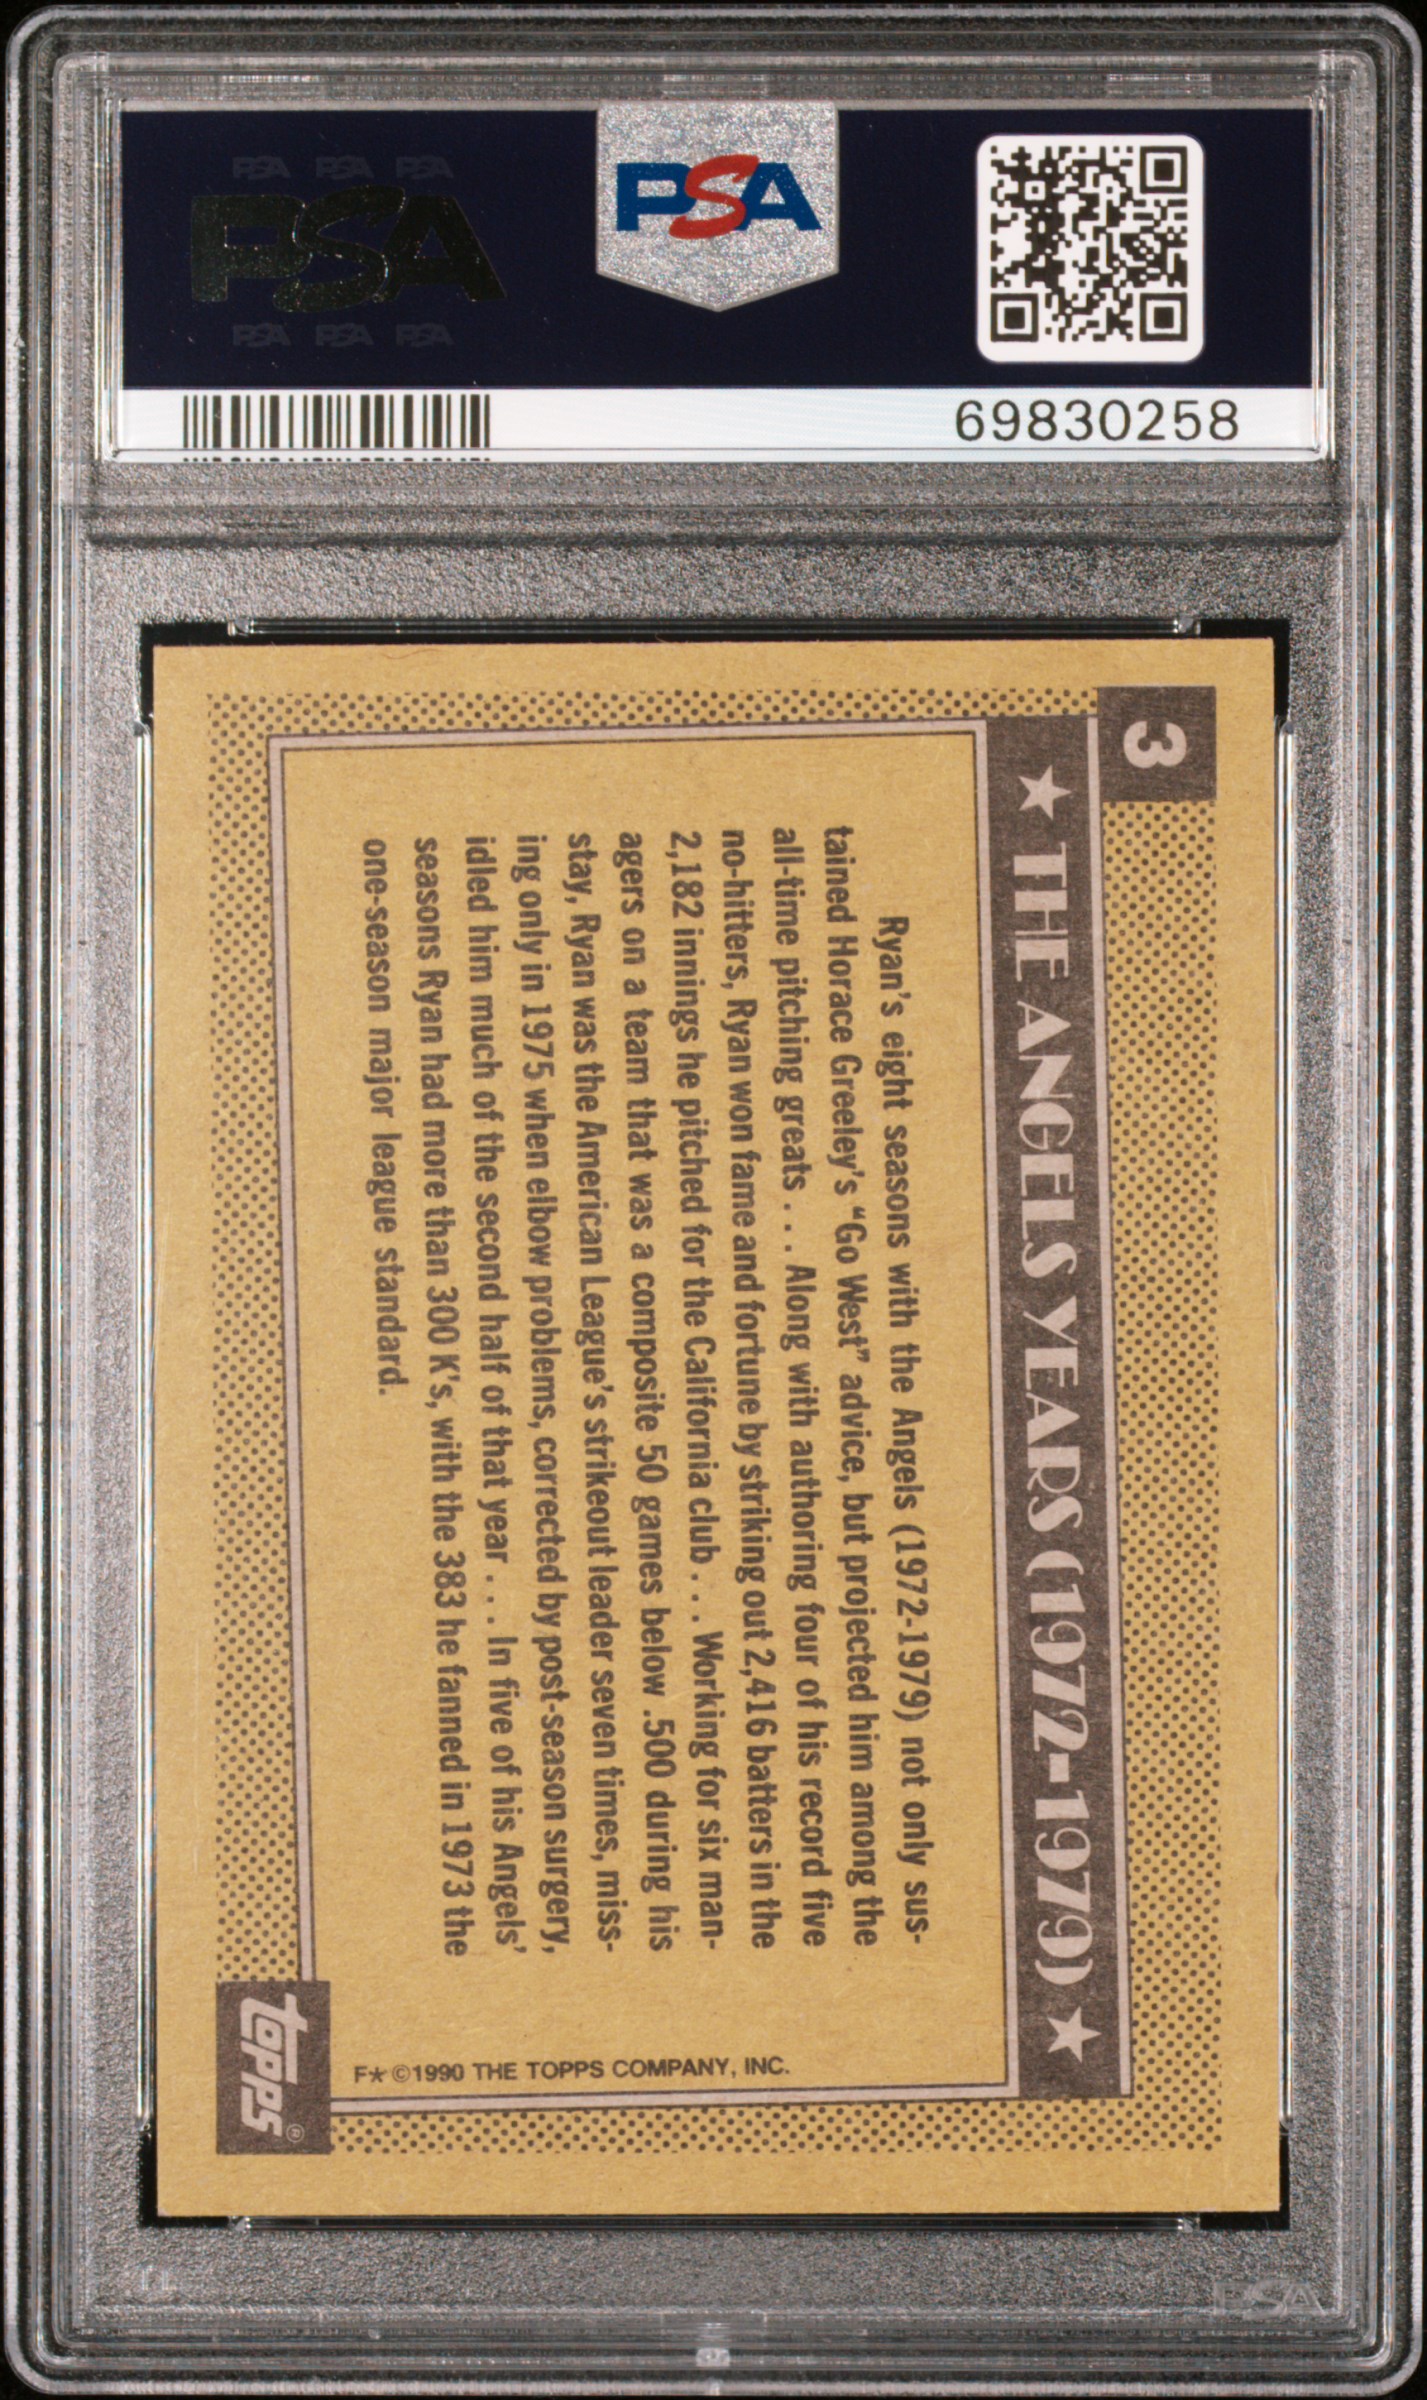 PSA PSA PSA
PSA
PSA PSA PSA
PSA
69830258
3
★ THE ANGELS YEARS (1972-1979) ★
Ryan's eight seasons with the Angels (1972-1979) not only sus-
tained Horace Greeley's “Go West” advice, but projected him among the
all-time pitching greats . . . Along with authoring four of his record five
no-hitters, Ryan won fame and fortune by striking out 2,416 batters in the
2,182 innings he pitched for the California club . . . Working for six man-
agers on a team that was a composite 50 games below .500 during his
stay, Ryan was the American League's strikeout leader seven times, miss-
ing only in 1975 when elbow problems, corrected by post-season surgery,
idled him much of the second half of that year . . . In five of his Angels'
seasons Ryan had more than 300 K's, with the 383 he fanned in 1973 the
one-season major league standard.
F★ ©1990 THE TOPPS COMPANY, INC.
topps®
PSA